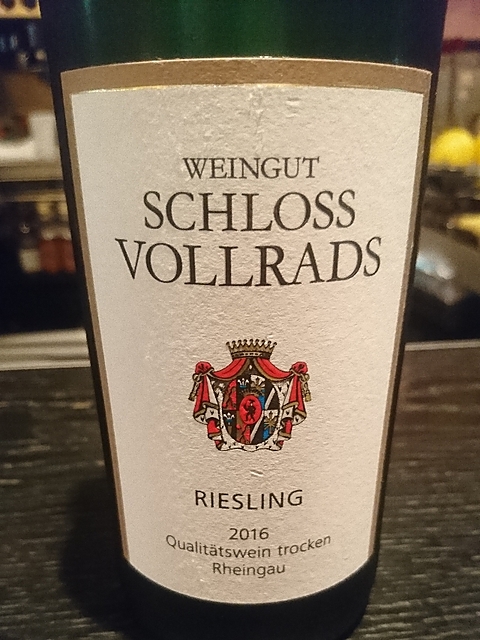 WEINGUT
SCHLOSS
VOLLRADS
RIESLING
2016
Qualitätswein trocken
Rheingau